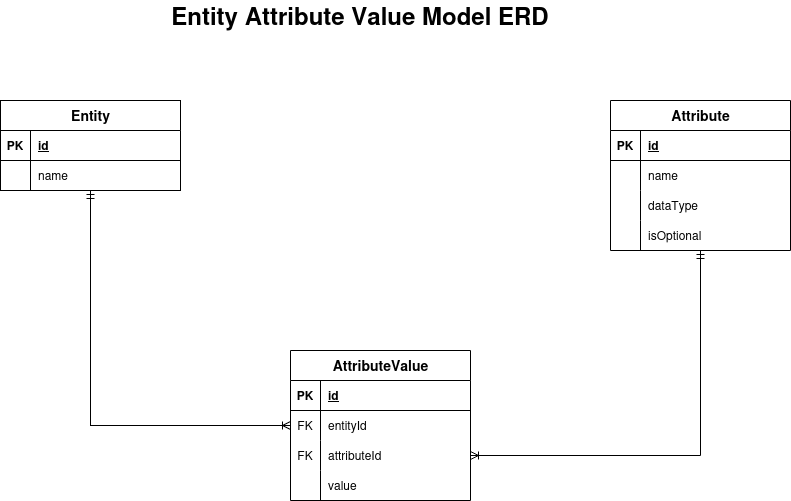 Entity Attribute Value Model ERD
Entity
PK id
name
Attribute
PK id
name
dataType
isOptional
AttributeValue
PK id
FK entityId
FK attributeId
value